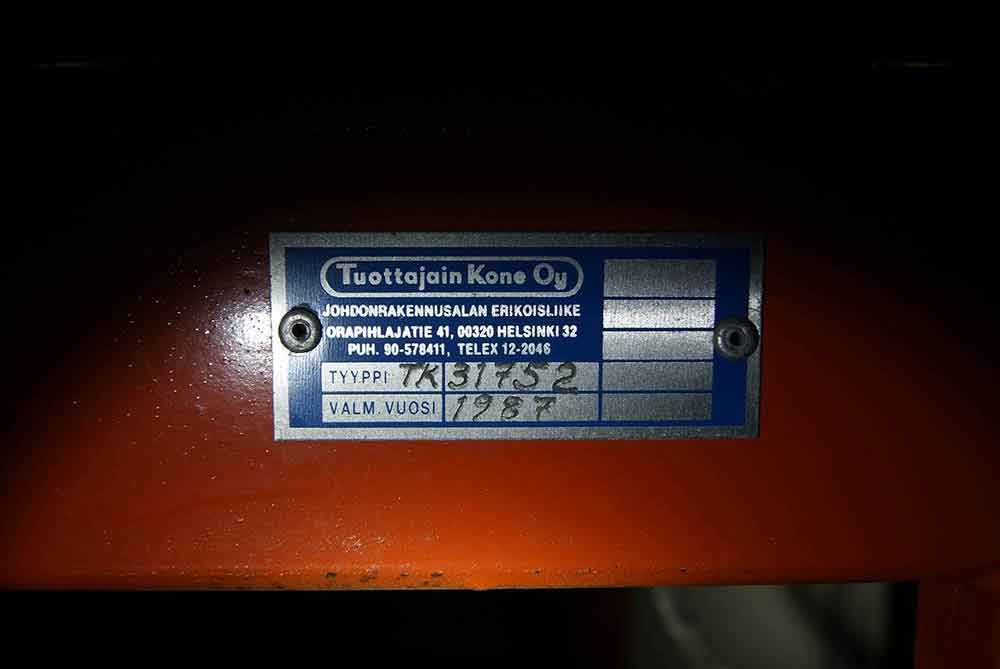 Tuottajain Kone Oy
JOHDONRAKENNUSALAN ERIKOISLIIKE
ORAPIHLAJATIE 41, 00320 HELSINKI 32
PUH. 90-578411, TELEX 12-2046
TYYPPI TK 31752
VALM. VUOSI 1987